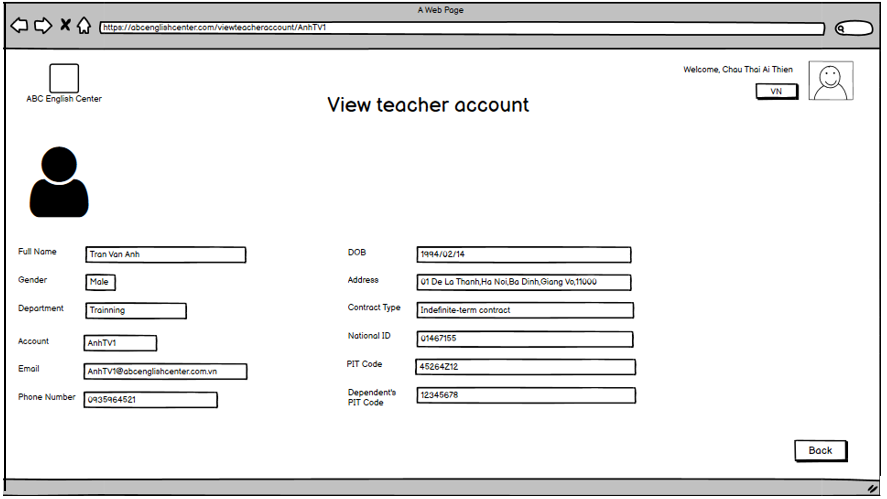 A Web Page
https://abcenglishcenter.com/viewteacheraccount/AnhTV1
Welcome, Chau Thai Ai Thien
VN
ABC English Center
View teacher account
Full Name
Tran Van Anh
DOB
1994/02/14
Gender
Male
Address
01 De La Thanh,Ha Noi,Ba Dinh,Giang Vo,11000
Department
Trainning
Contract Type
Indefinite-term contract
Account
AnhTV1
National ID
01467155
Email
AnhTV1@abcenglishcenter.com.vn
PIT Code
45264Z12
Phone Number
0935964521
Dependent's
PIT Code
12345678
Back